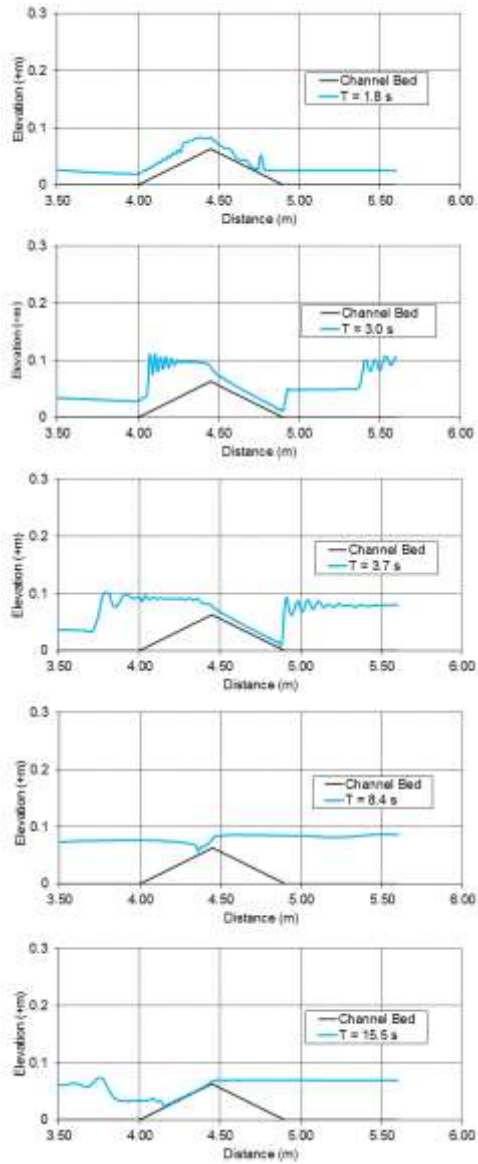 0.3
0.2
0.1
0
Elevation (+m)
Channel Bed
T = 1.8 s
3.50 4.00 4.50 5.00 5.50 6.00
Distance (m)
0.3
0.2
0.1
0
Elevation (+m)
Channel Bed
T = 3.0 s
3.50 4.00 4.50 5.00 5.50 6.00
Distance (m)
0.3
0.2
0.1
0
Elevation (+m)
Channel Bed
T = 3.7 s
3.50 4.00 4.50 5.00 5.50 6.00
Distance (m)
0.3
0.2
0.1
0
Elevation (+m)
Channel Bed
T = 8.4 s
3.50 4.00 4.50 5.00 5.50 6.00
Distance (m)
0.3
0.2
0.1
0
Elevation (+m)
Channel Bed
T = 15.5 s
3.50 4.00 4.50 5.00 5.50 6.00
Distance (m)